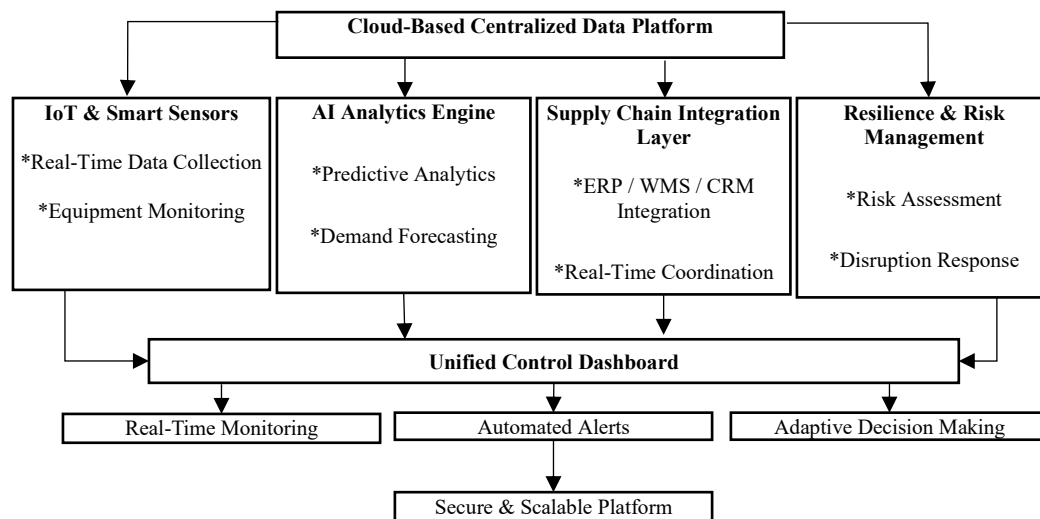 Cloud-Based Centralized Data Platform
IoT & Smart Sensors
*Real-Time Data Collection
*Equipment Monitoring
AI Analytics Engine
*Predictive Analytics
*Demand Forecasting
Supply Chain Integration
Layer
*ERP / WMS / CRM
Integration
*Real-Time Coordination
Resilience & Risk
Management
*Risk Assessment
*Disruption Response
Unified Control Dashboard
Real-Time Monitoring
Automated Alerts
Adaptive Decision Making
Secure & Scalable Platform